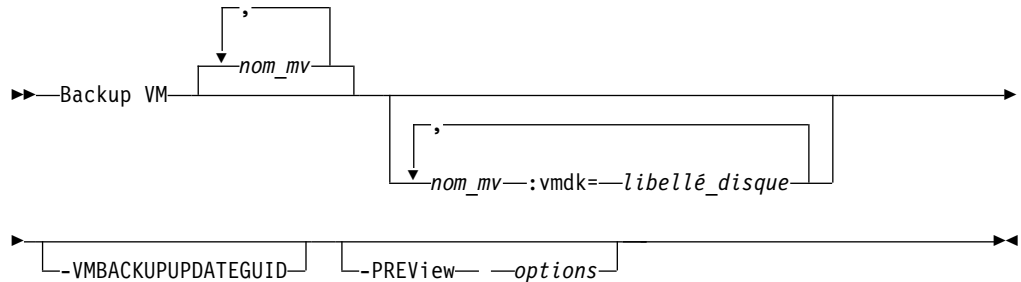 ,
nom_mv
Backup VM
,
nom_mv :vmdk= libellé_disque
-VMBACKUPUPDATEGUID -PREView options